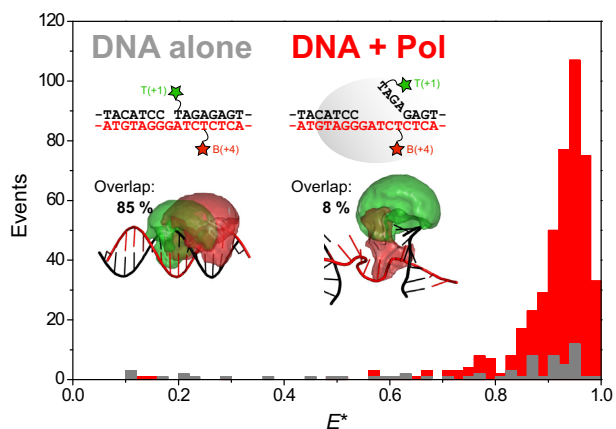 DNA alone
DNA + Pol
T(+1)
-TACATCC TAGAGAGT-
-ATGTAGGGATCTCTCA-
B(+4)
T(+1)
TAGA
-TACATCC GAGT-
-ATGTAGGGATCTCTCA-
B(+4)
Overlap:
85 %
Overlap:
8 %
Events
120
100
80
60
40
20
0
0.0 0.2 0.4 0.6 0.8 1.0
E*